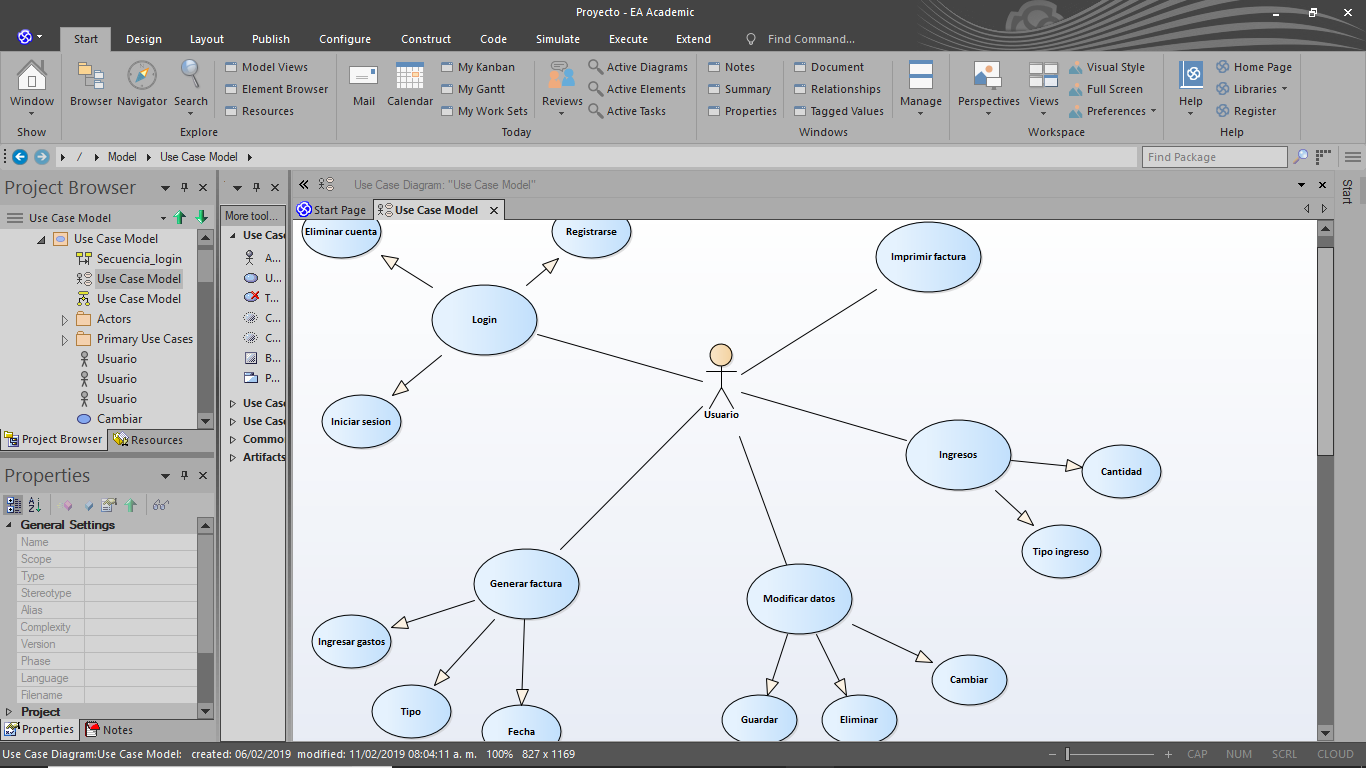 Proyecto - EA Academic
Start Design Layout Publish Configure Construct Code Simulate Execute Extend Find Command...
Window Browser Navigator Search
Model Views
Element Browser
Resources
Mail Calendar
My Kanban
My Gantt
My Work Sets
Reviews
Active Diagrams
Active Elements
Active Tasks
Notes
Summary
Properties
Document
Relationships
Tagged Values
Manage
Perspectives Views
Visual Style
Full Screen
Preferences
Help
Home Page
Libraries
Register
Show Explore Today Windows Workspace Help
/ Model Use Case Model
Find Package
Project Browser
Use Case Model
Use Case Model
Secuencia_login
Use Case Model
Use Case Model
Actors
Primary Use Cases
Usuario
Usuario
Usuario
Cambiar
Project Browser Resources
Properties
General Settings
Name
Scope
Type
Stereotype
Alias
Complexity
Version
Phase
Language
Filename
Project
Properties Notes
More tool...
Use Case
A...
U...
T...
C...
C...
B...
P...
Use Case
Use Case
Common
Artifacts
Use Case Diagram: "Use Case Model"
Start Page Use Case Model
Start
Eliminar cuenta
Registrarse
Imprimir factura
Login
Iniciar sesion
Usuario
Ingresos
Cantidad
Tipo ingreso
Generar factura
Modificar datos
Ingresar gastos
Tipo
Fecha
Guardar
Eliminar
Cambiar
Use Case Diagram:Use Case Model: created: 06/02/2019 modified: 11/02/2019 08:04:11 a. m. 100% 827 x 1169
CAP NUM SCRL CLOUD